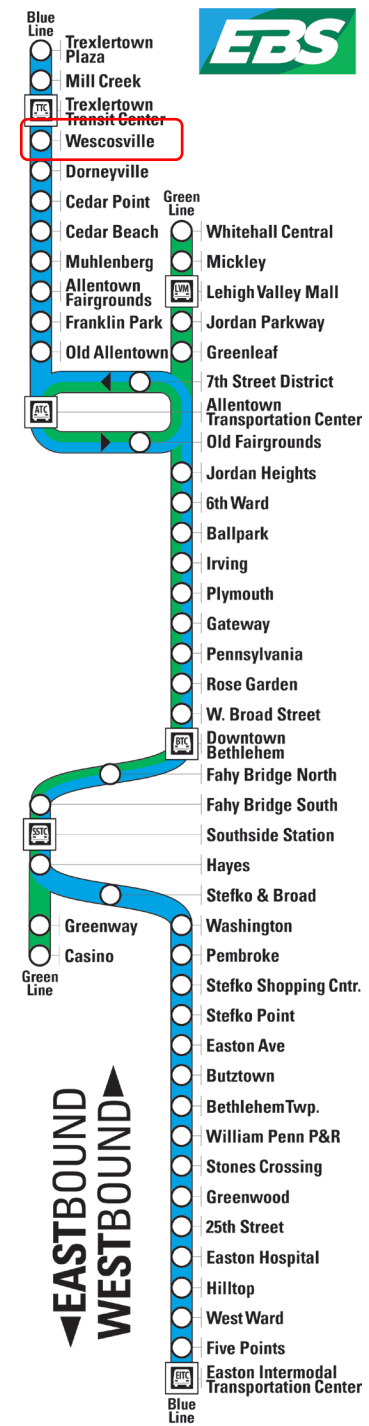 EBS
Blue
Line
Trexlertown
Plaza
Mill Creek
TTC
Trexlertown
Transit Center
Wescosville
Dorneyville
Cedar Point
Cedar Beach
Muhlenberg
Allentown
Fairgrounds
Franklin Park
Old Allentown
Green
Line
Whitehall Central
Mickley
LVM
Lehigh Valley Mall
Jordan Parkway
Greenleaf
7th Street District
ATC
Allentown
Transportation Center
Old Fairgrounds
Jordan Heights
6th Ward
Ballpark
Irving
Plymouth
Gateway
Pennsylvania
Rose Garden
W. Broad Street
BTC
Downtown
Bethlehem
Fahy Bridge North
Fahy Bridge South
SSTC
Southside Station
Hayes
Stefko & Broad
Greenway
Casino
Green
Line
Washington
Pembroke
Stefko Shopping Cntr.
Stefko Point
Easton Ave
Butztown
Bethlehem Twp.
William Penn P&R
Stones Crossing
Greenwood
25th Street
Easton Hospital
Hilltop
West Ward
Five Points
EITC
Easton Intermodal
Transportation Center
Blue
Line
EASTBOUND
WESTBOUND